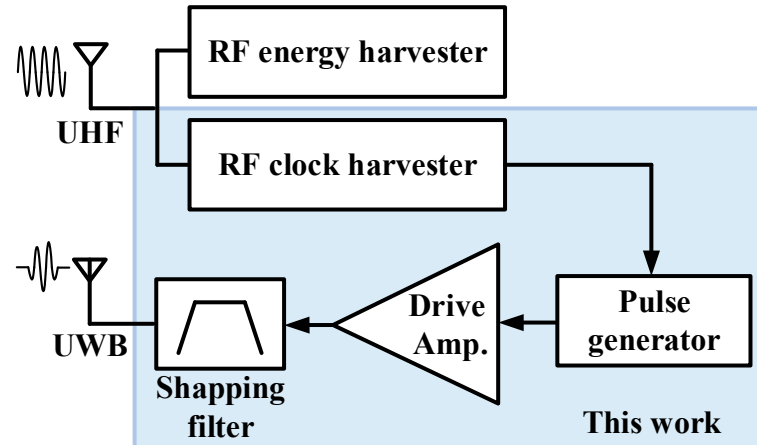 RF energy harvester
UHF
RF clock harvester
Drive
Amp.
Pulse
generator
UWB
Shapping
filter
This work